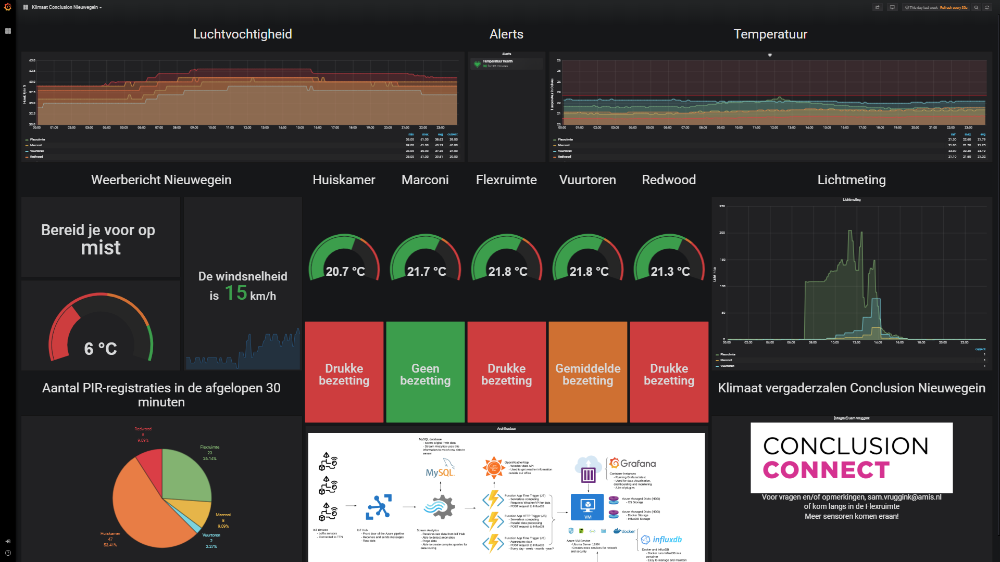 Klimaat Conclusion Nieuwegein
This day last week Refresh every 30s
Luchtvochtigheid
Alerts
Temperatuur
Humidity in %
45.0
42.5
40.0
37.5
35.0
32.5
30.0
00:00 01:00 02:00 03:00 04:00 05:00 06:00 07:00 08:00 09:00 10:00 11:00 12:00 13:00 14:00 15:00 16:00 17:00 18:00 19:00 20:00 21:00 22:00 23:00
min max avg current
Flexruimte 36.00 41.00 38.62 39.00
Marconi 39.00 41.00 40.13 40.00
Vuurtoren 34.00 39.00 37.20 37.00
Redwood 38.00 41.00 39.61 39.00
Alerts
Temperatuur health
OK for 22 minutes
Temperatuur in Celsius
26
25
24
23
22
21
20
00:00 01:00 02:00 03:00 04:00 05:00 06:00 07:00 08:00 09:00 10:00 11:00 12:00 13:00 14:00 15:00 16:00 17:00 18:00 19:00 20:00 21:00 22:00 23:00
min max avg
Flexruimte 21.50 22.60 21.79
Marconi 21.00 21.50 21.25
Vuurtoren 22.00 22.40 22.19
Redwood 21.10 21.60 21.32
Weerbericht Nieuwegein
Bereid je voor op
mist
6 °C
De windsnelheid
is 15 km/h
Huiskamer
Marconi
Flexruimte
Vuurtoren
Redwood
20.7 °C
21.7 °C
21.8 °C
21.8 °C
21.3 °C
Drukke
bezetting
Geen
bezetting
Drukke
bezetting
Gemiddelde
bezetting
Drukke
bezetting
Lichtmeting
Lichtmeting
Licht in lux
250
200
150
100
50
0
00:00 02:00 04:00 06:00 08:00 10:00 12:00 14:00 16:00 18:00 20:00 22:00
current
Flexruimte 1
Marconi 1
Vuurtoren 1
Aantal PIR-registraties in de afgelopen 30
minuten
Redwood
8
9.09%
Flexruimte
23
26.14%
Marconi
8
9.09%
Vuurtoren
2
2.27%
Huiskamer
47
53.41%
Architectuur
IoT devices
- LoRa sensors
- Connected to TTN
IoT Hub
- Front door of the Azure pipeline
- Receives and sends messages
- Raw data
MySQL database
- Stores Digital Twin data
- Stream Analytics uses this
information to match raw data to
sensor
MySQL
Stream Analytics
- Receives raw data from IoT Hub
- Able to detect anomalies
- Preps data
- Able to create complex queries for
data routing
Open
Weather
Map
OpenWeatherMap
- Weather data API
- Used to get weather information
outside our office
Function App Time Trigger (JS)
- Serverless computing
- Requests WeatherAPI for data
- POST request to InfluxDB
Function App HTTP Trigger (JS)
- Serverless computing
- Parallel data processing
- POST request to InfluxDB
Function App Time Trigger (JS)
- Aggregates data
- POST request to InfluxDB
- Every day - week - month - year?
Grafana
Container Instances
- Running Grafana:latest
- Used for data visualisation,
dashboarding and monitoring
- A lot of plugins
VM
Azure Managed Disks (HDD)
- OS Storage
Azure Managed Disks (HDD)
- Docker Storage
- InfluxDB Storage
docker
Azure VM Service
- Ubuntu Server 18.04
- Creates extra services for network
and security
influxdb
Docker and InfluxDB
- Docker runs InfluxDB in a
container
- Easy to manage and maintain
Klimaat vergaderzalen Conclusion Nieuwegein
[Stagiair] Sam Vruggink
CONCLUSION
CONNECT
Voor vragen en/of opmerkingen, sam.vruggink@amis.nl
of kom langs in de Flexruimte
Meer sensoren komen eraan!